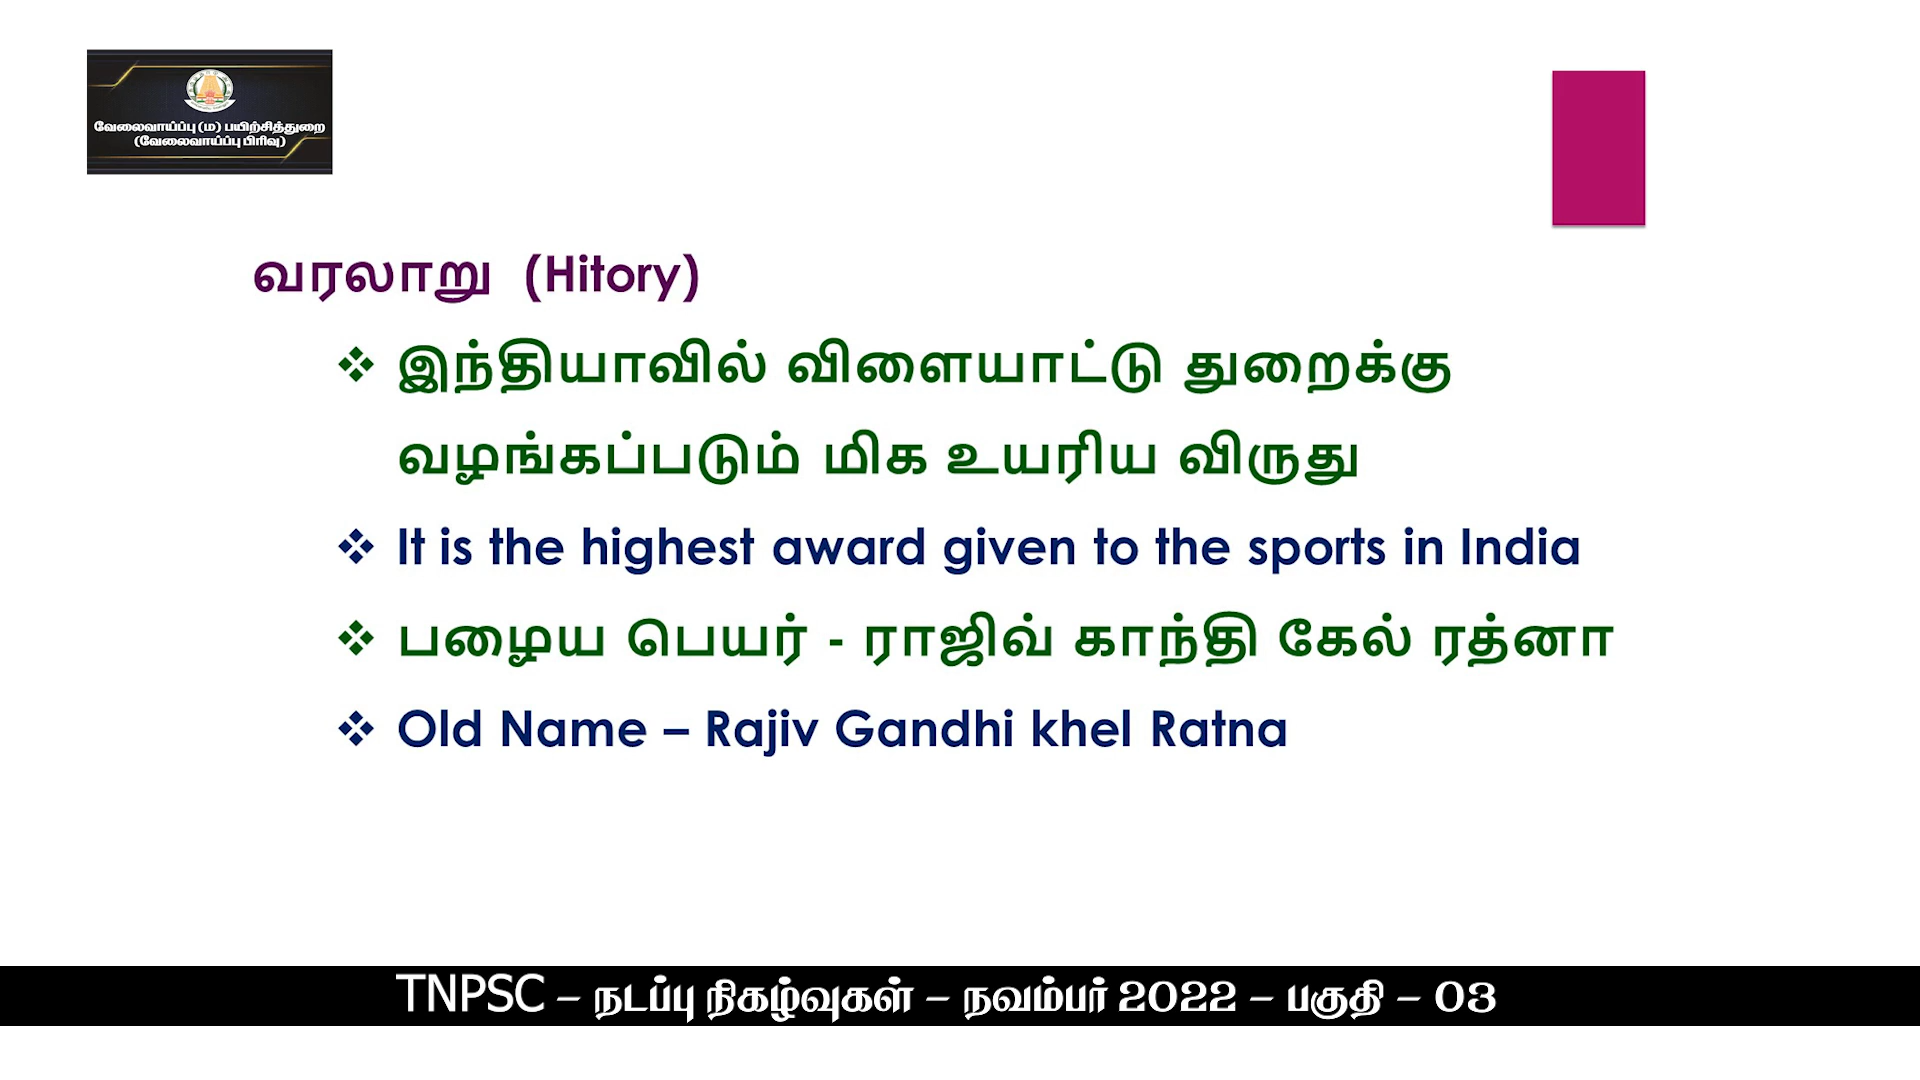 வேலைவாய்ப்பு (ம) பயிற்சித்துறை
(வேலைவாய்ப்பு பிரிவு)
வரலாறு (Hitory)
❖ இந்தியாவில் விளையாட்டு துறைக்கு
வழங்கப்படும் மிக உயரிய விருது
❖ It is the highest award given to the sports in India
❖ பழைய பெயர் - ராஜிவ் காந்தி கேல் ரத்னா
❖ Old Name – Rajiv Gandhi khel Ratna
TNPSC – நடப்பு நிகழ்வுகள் – நவம்பர் 2022 – பகுதி – 03